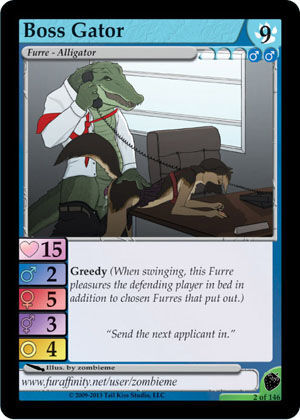 Boss Gator
9
Furre - Alligator
15
2
5
3
4
Greedy (When swinging, this Furre
pleasures the defending player in bed in
addition to chosen Furres that put out.)
"Send the next applicant in."
Illus. by zombieme
www.furaffinity.net/user/zombieme
© 2009-2013 Tail Kiss Studio, LLC
2 of 146